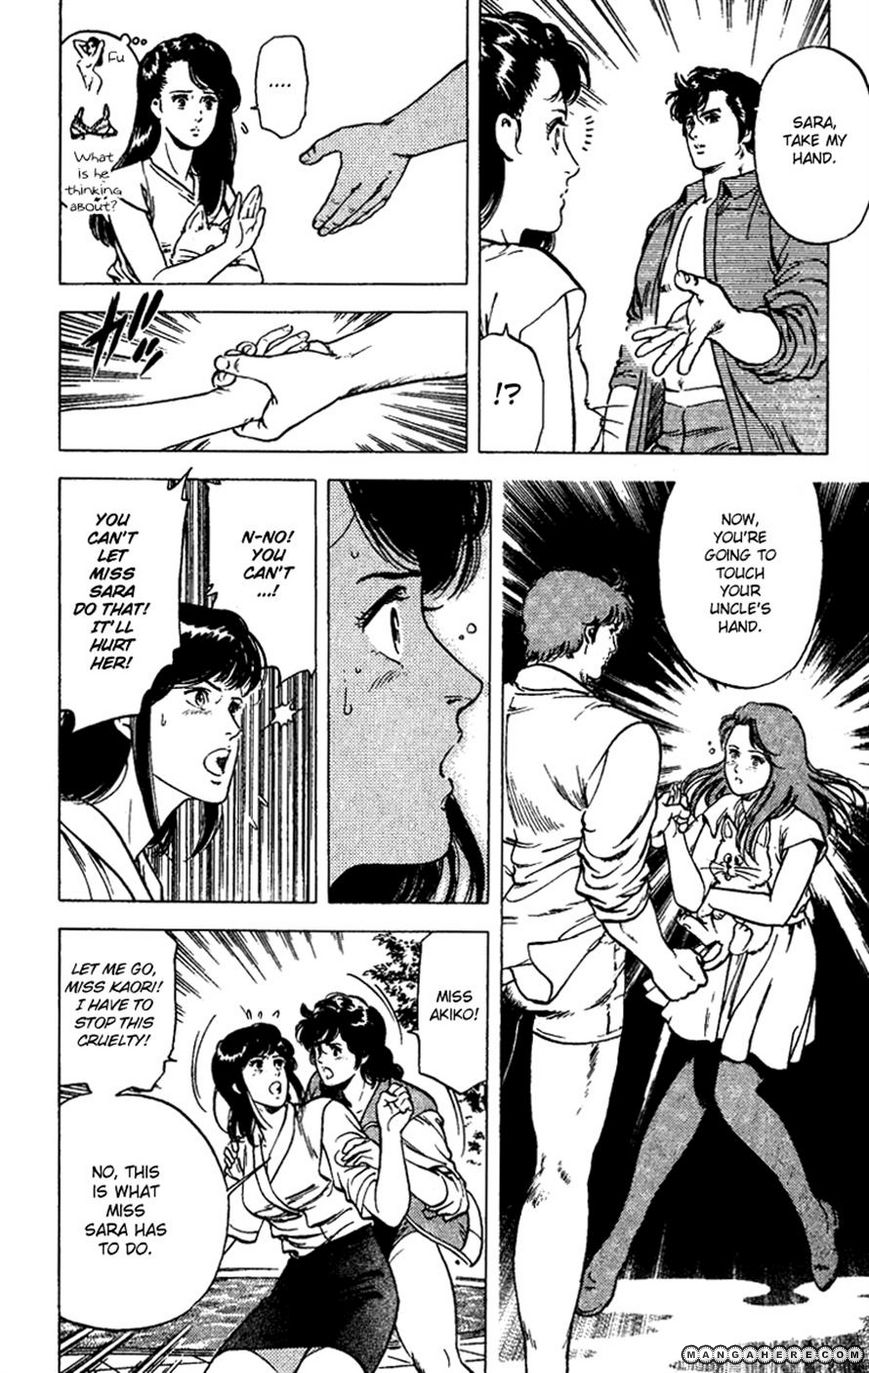 SARA,
TAKE MY
HAND.
!?
.....
Fu
What
is he
thinking
about?
ガッ
NOW,
YOU'RE
GOING TO
TOUCH
YOUR
UNCLE'S
HAND.
N-NO!
YOU
CAN'T
...!
YOU
CAN'T
LET
MISS
SARA
DO THAT!
IT'LL
HURT
HER!
MISS
AKIKO!
LET ME GO,
MISS KAORI!
I HAVE TO
STOP THIS
CRUELTY!
NO, THIS
IS WHAT
MISS
SARA HAS
TO DO.
MANGAHERE.COM